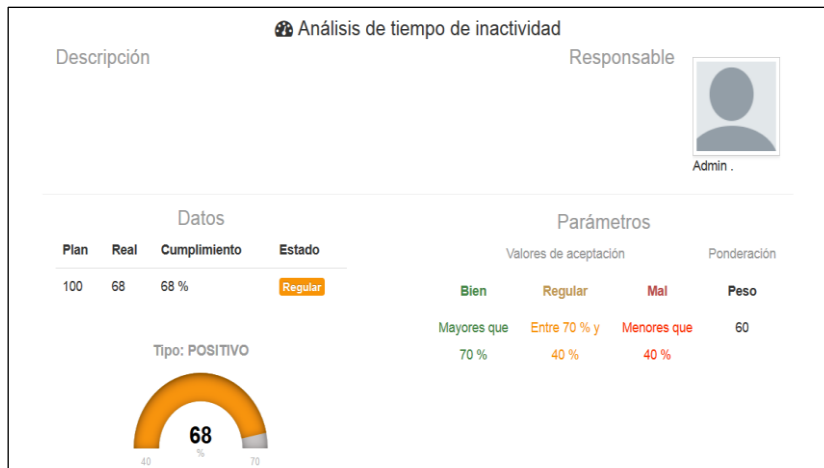 Análisis de tiempo de inactividad
Descripción
Responsable
Admin .
Datos
Plan Real Cumplimiento Estado
100 68 68 % Regular
Tipo: POSITIVO
68
%
40 70
Parámetros
Valores de aceptación Ponderación
Bien Regular Mal Peso
Mayores que Entre 70 % y Menores que 60
70 % 40 % 40 %